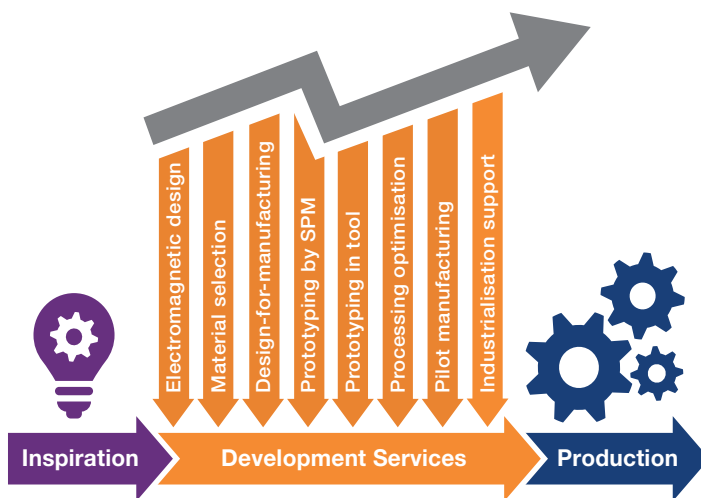 Electromagnetic design
Material selection
Design-for-manufacturing
Prototyping by SPM
Prototyping in tool
Processing optimisation
Pilot manufacturing
Industrialisation support
Inspiration
Development Services
Production